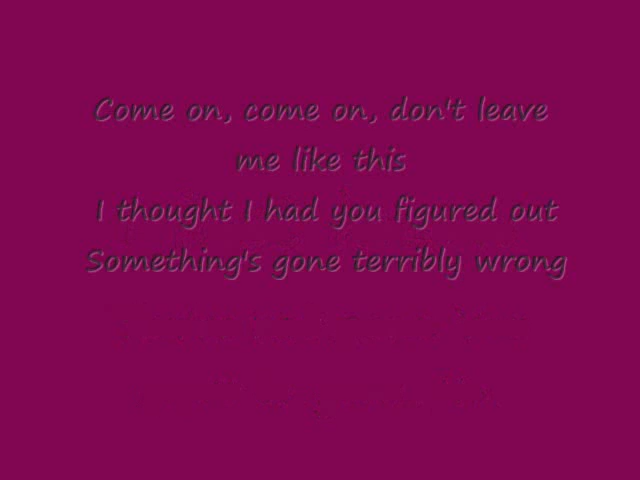 Come on, come on, don't leave
me like this
I thought I had you figured out
Something's gone terribly wrong